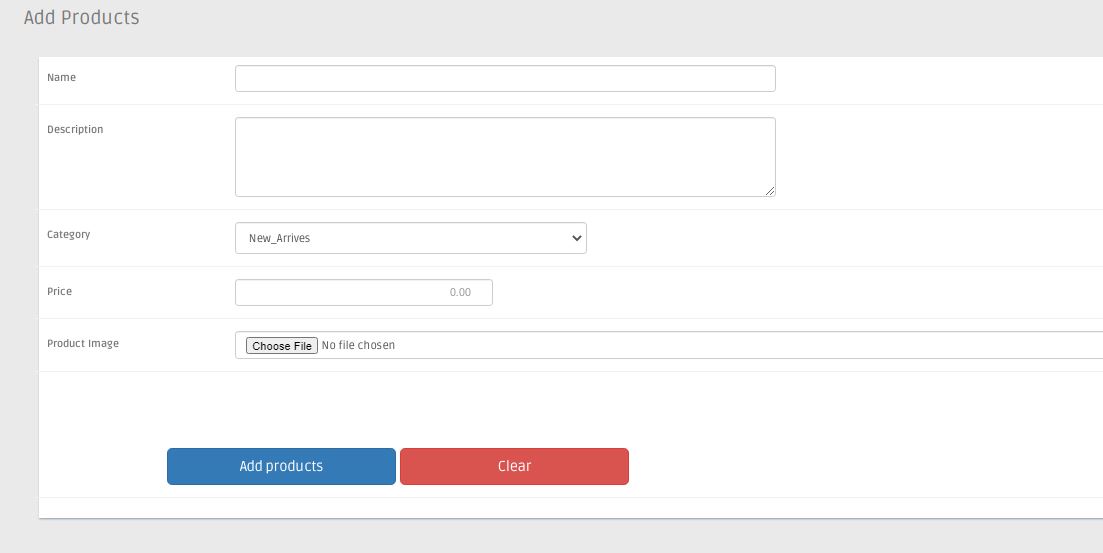 Add Products
Name
Description
Category
New_Arrives
Price
0.00
Product Image
Choose File No file chosen
Add products
Clear